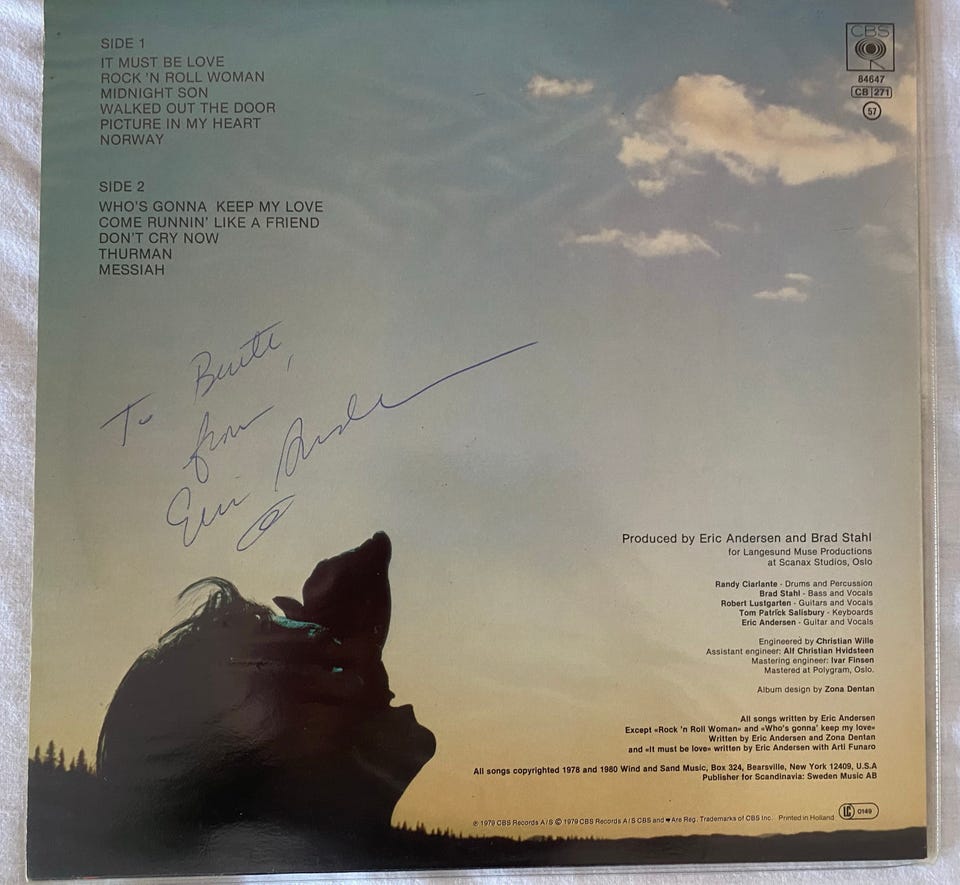 SIDE 1
IT MUST BE LOVE
ROCK 'N ROLL WOMAN
MIDNIGHT SON
WALKED OUT THE DOOR
PICTURE IN MY HEART
NORWAY
SIDE 2
WHO'S GONNA KEEP MY LOVE
COME RUNNIN' LIKE A FRIEND
DON'T CRY NOW
THURMAN
MESSIAH
CBS
84647
CB 271
57
To
from
Eric Andersen
Produced by Eric Andersen and Brad Stahl
for Langesund Muse Productions
at Scanax Studios, Oslo
Randy Ciarlante - Drums and Percussion
Brad Stahl - Bass and Vocals
Robert Lustgarten - Guitars and Vocals
Tom Patrick Salisbury - Keyboards
Eric Andersen - Guitar and Vocals
Engineered by Christian Wille
Assistant engineer: Alf Christian Hvidsteen
Mastering engineer: Ivar Finsen
Mastered at Polygram, Oslo.
Album design by Zona Dentan
All songs written by Eric Andersen
Except «Rock 'n Roll Woman» and «Who's gonna' keep my love»
Written by Eric Andersen and Zona Dentan
and «It must be love» written by Eric Andersen with Arti Funaro
All songs copyrighted 1978 and 1980 Wind and Sand Music, Box 324, Bearsville, New York 12409, U.S.A
Publisher for Scandinavia: Sweden Music AB
℗ 1979 CBS Records A/S © 1979 CBS Records A/S CBS and ♥ Are Reg. Trademarks of CBS Inc. Printed in Holland
LC 0149